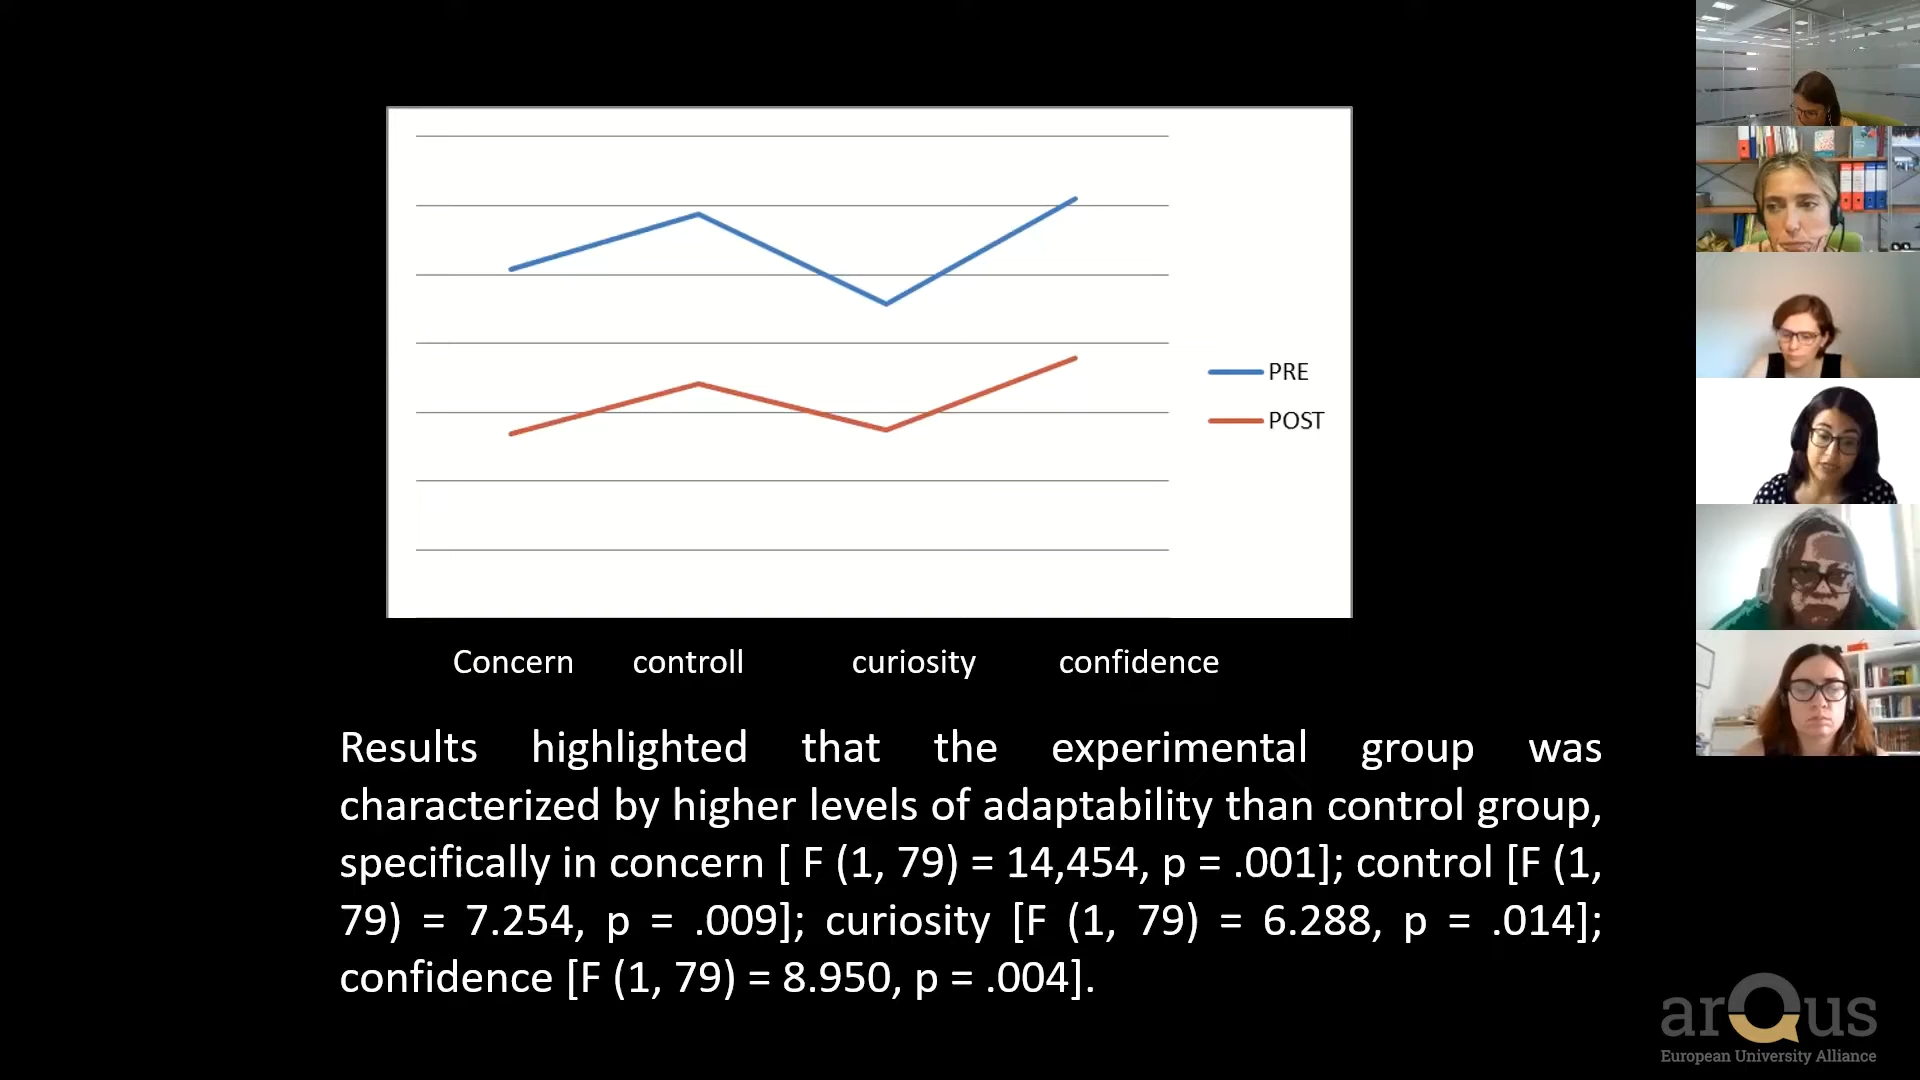 PRE
POST
Concern controll curiosity confidence
Results highlighted that the experimental group was
characterized by higher levels of adaptability than control group,
specifically in concern [ F (1, 79) = 14,454, p = .001]; control [F (1,
79) = 7.254, p = .009]; curiosity [F (1, 79) = 6.288, p = .014];
confidence [F (1, 79) = 8.950, p = .004].
arQus
European University Alliance